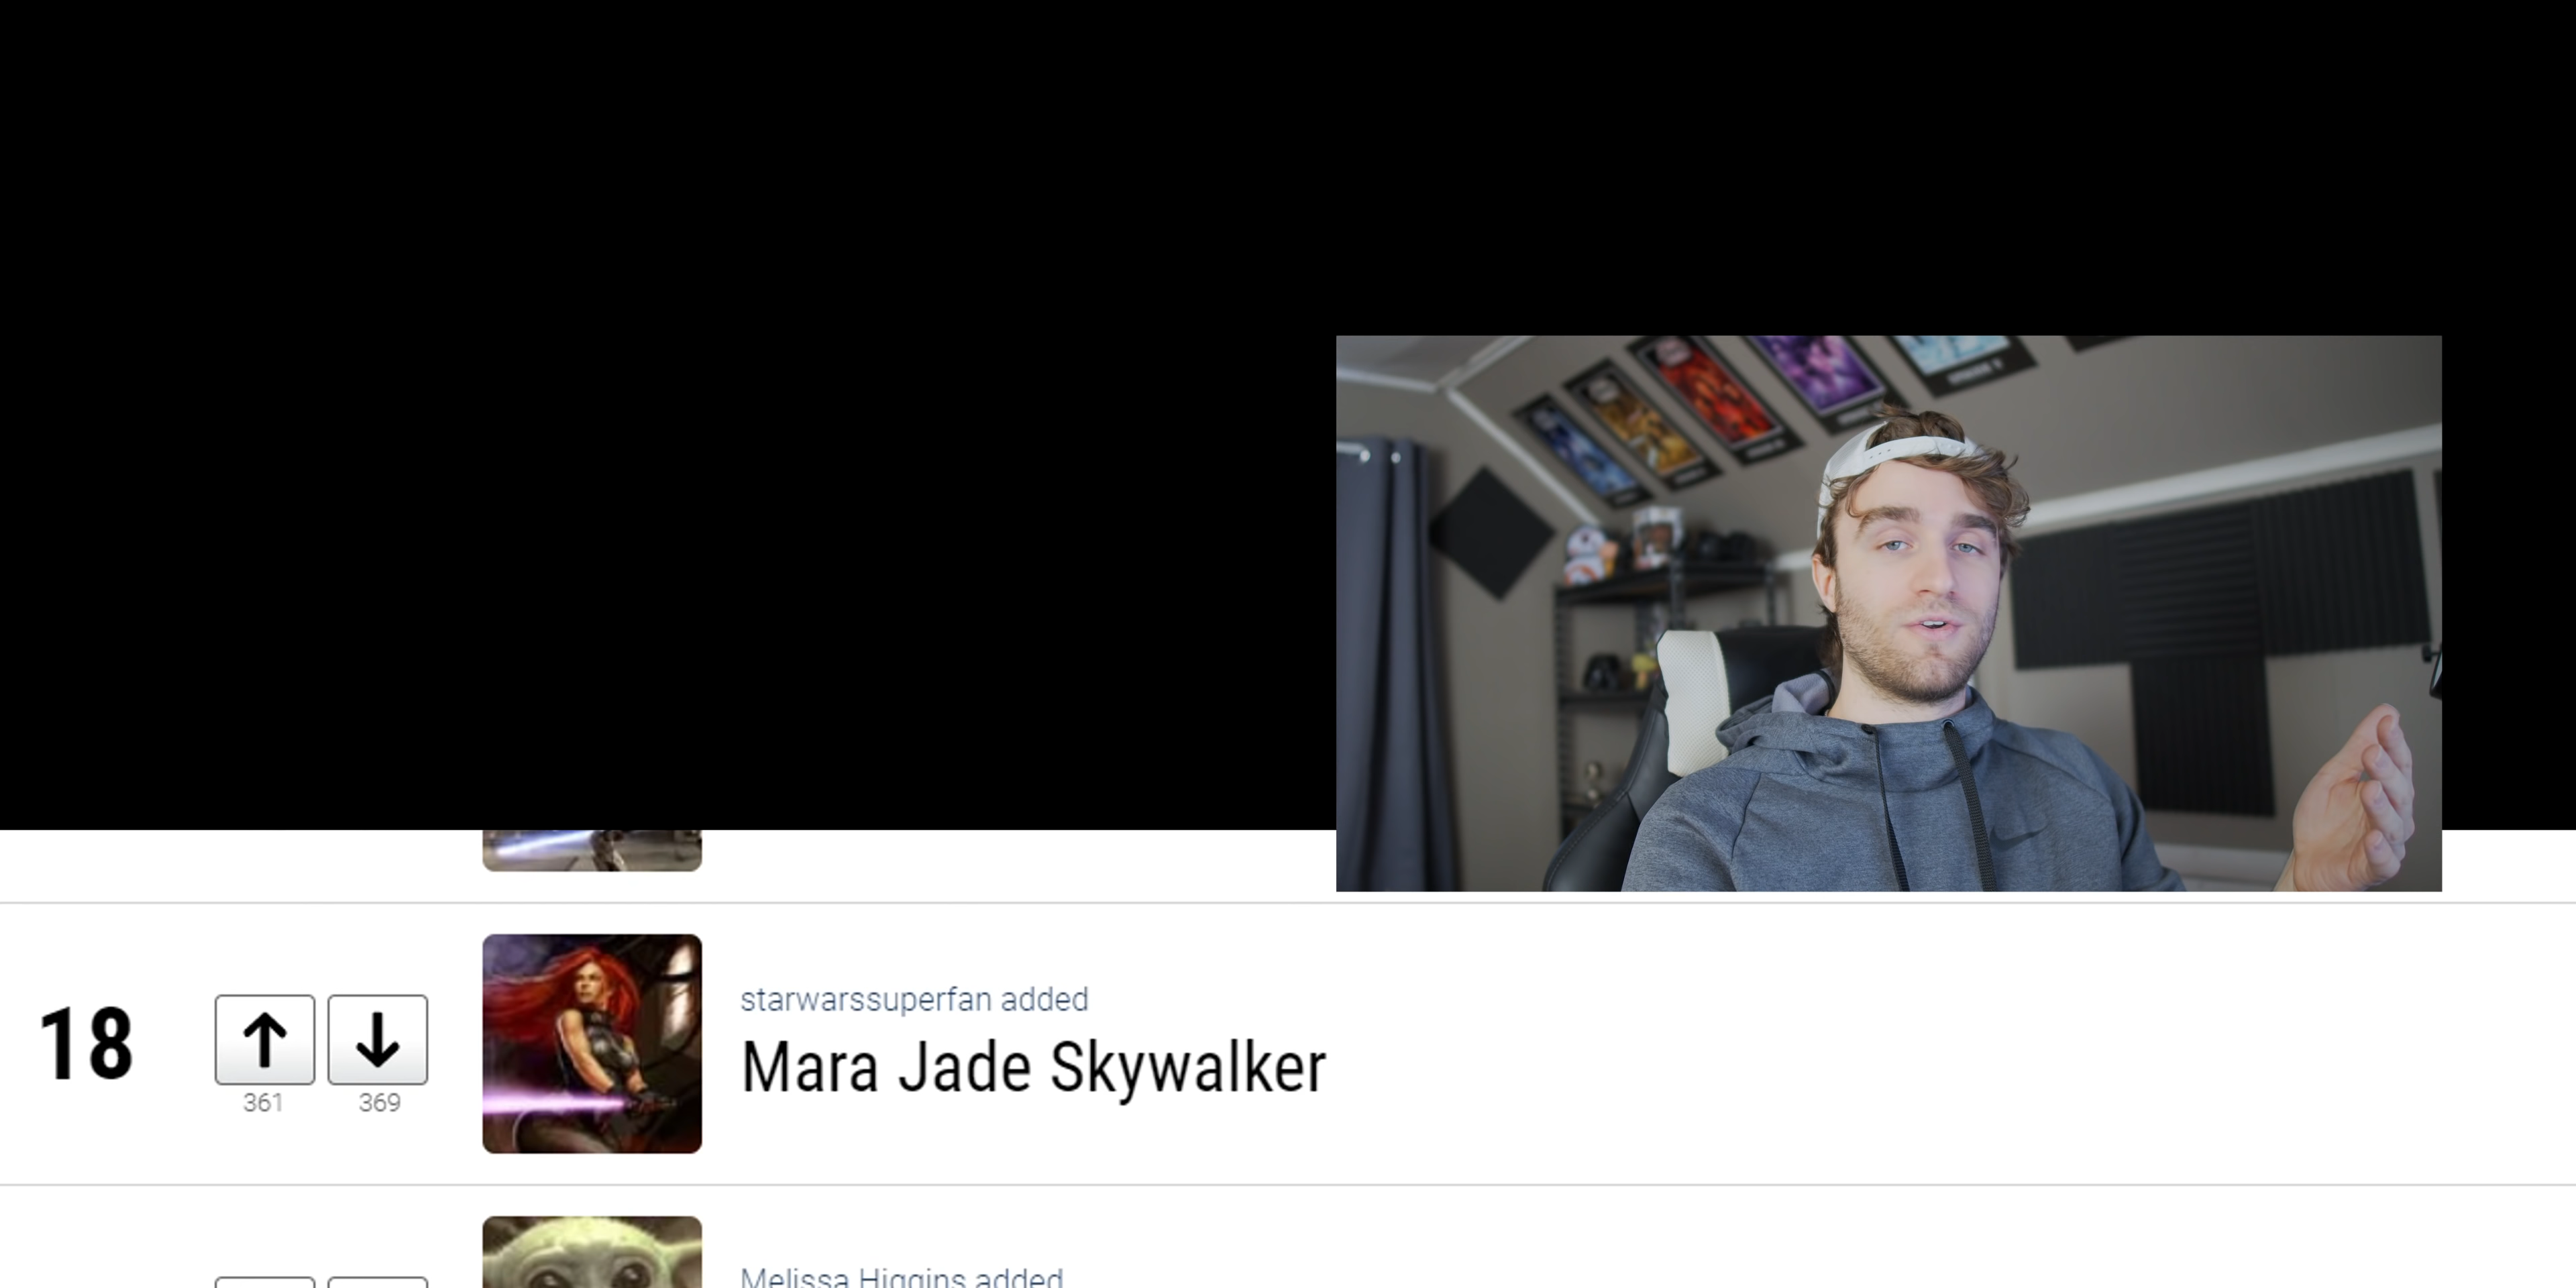 18
361
369
starwarssuperfan added
Mara Jade Skywalker
Melissa Higgins added